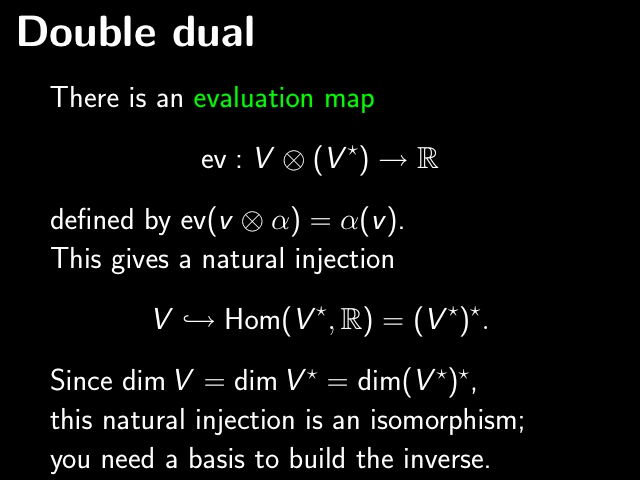 Double dual
There is an evaluation map
ev : V ⊗ (V⋆) → ℝ
defined by ev(v ⊗ α) = α(v).
This gives a natural injection
V ↪ Hom(V⋆, ℝ) = (V⋆)⋆.
Since dim V = dim V⋆ = dim(V⋆)⋆,
this natural injection is an isomorphism;
you need a basis to build the inverse.